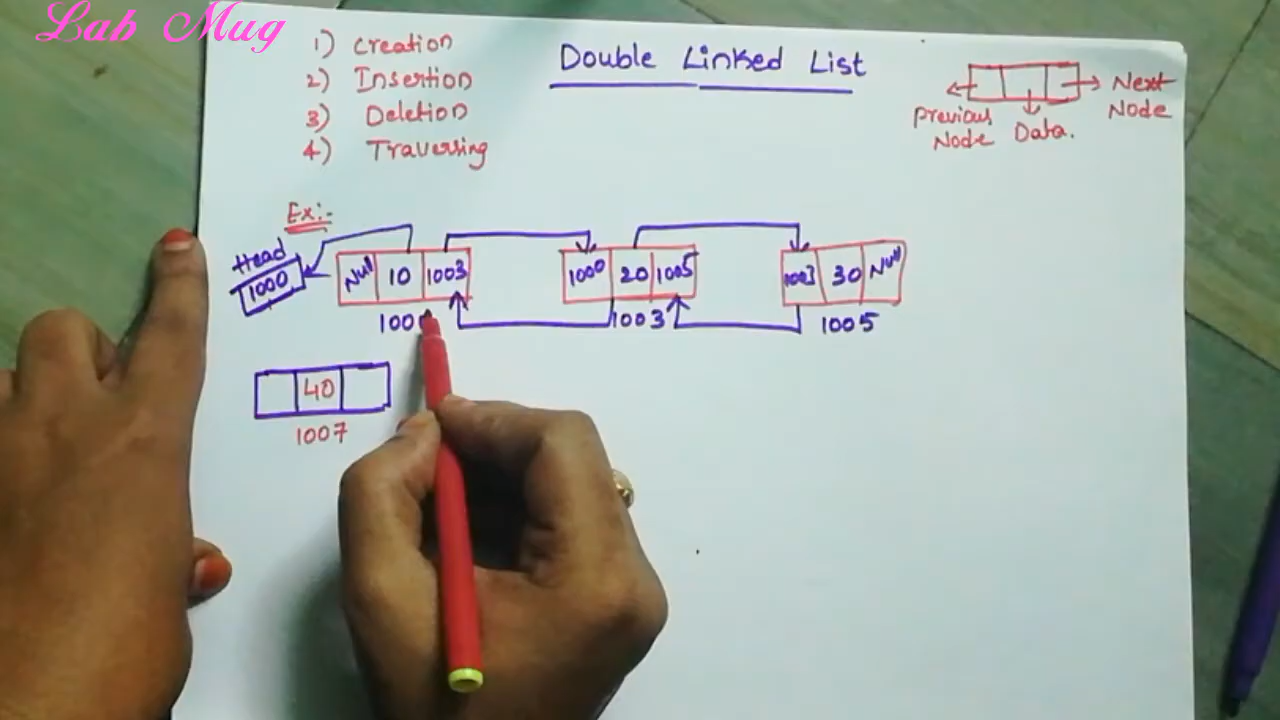 Lab Mug
1) Creation
2) Insertion
3) Deletion
4) Traversing
Double Linked List
Previous Node
Data.
Next Node
Ex:-
Head
1000
Null 10 1003
1000 20 1005
1003 30 Null
1003
1005
40
1007